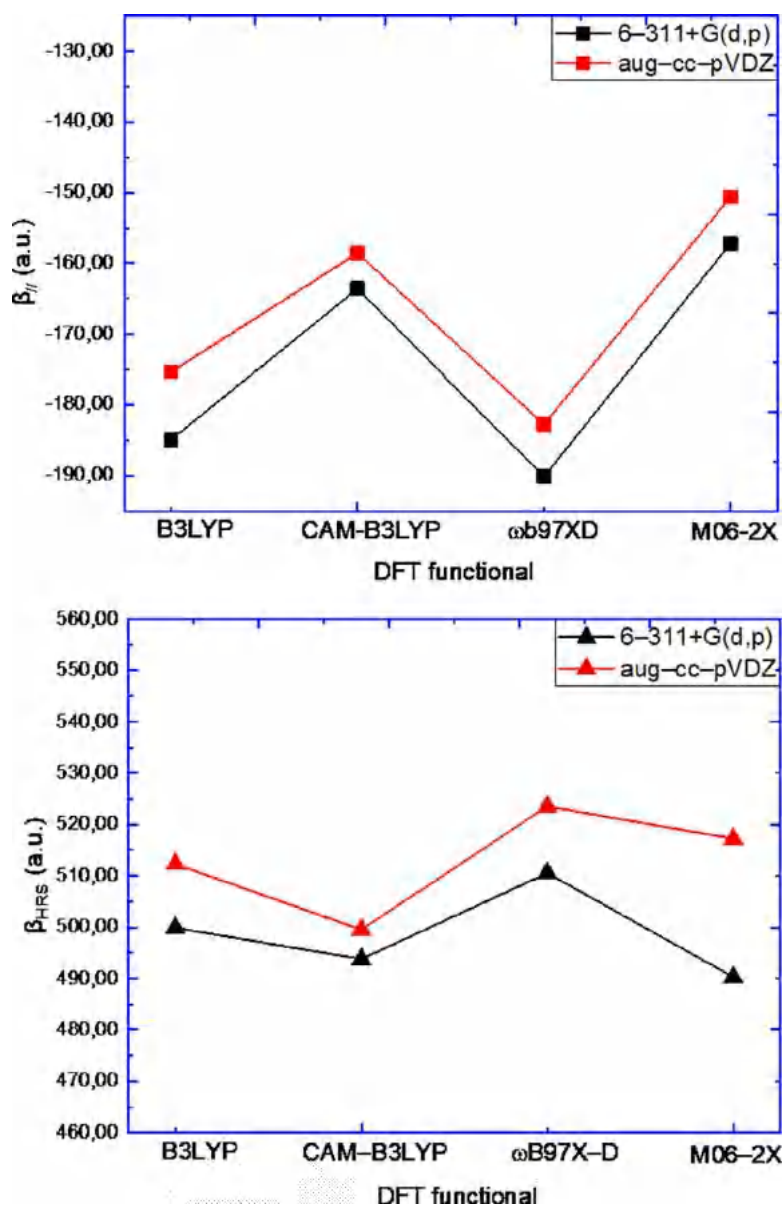 6–311+G(d,p)
aug–cc–pVDZ
-130,00
-140,00
-150,00
-160,00
-170,00
-180,00
-190,00
β// (a.u.)
B3LYP CAM-B3LYP ωb97XD M06-2X
DFT functional
6–311+G(d,p)
aug–cc–pVDZ
560,00
550,00
540,00
530,00
520,00
510,00
500,00
490,00
480,00
470,00
460,00
βHRS (a.u.)
B3LYP CAM–B3LYP ωB97X–D M06–2X
DFT functional